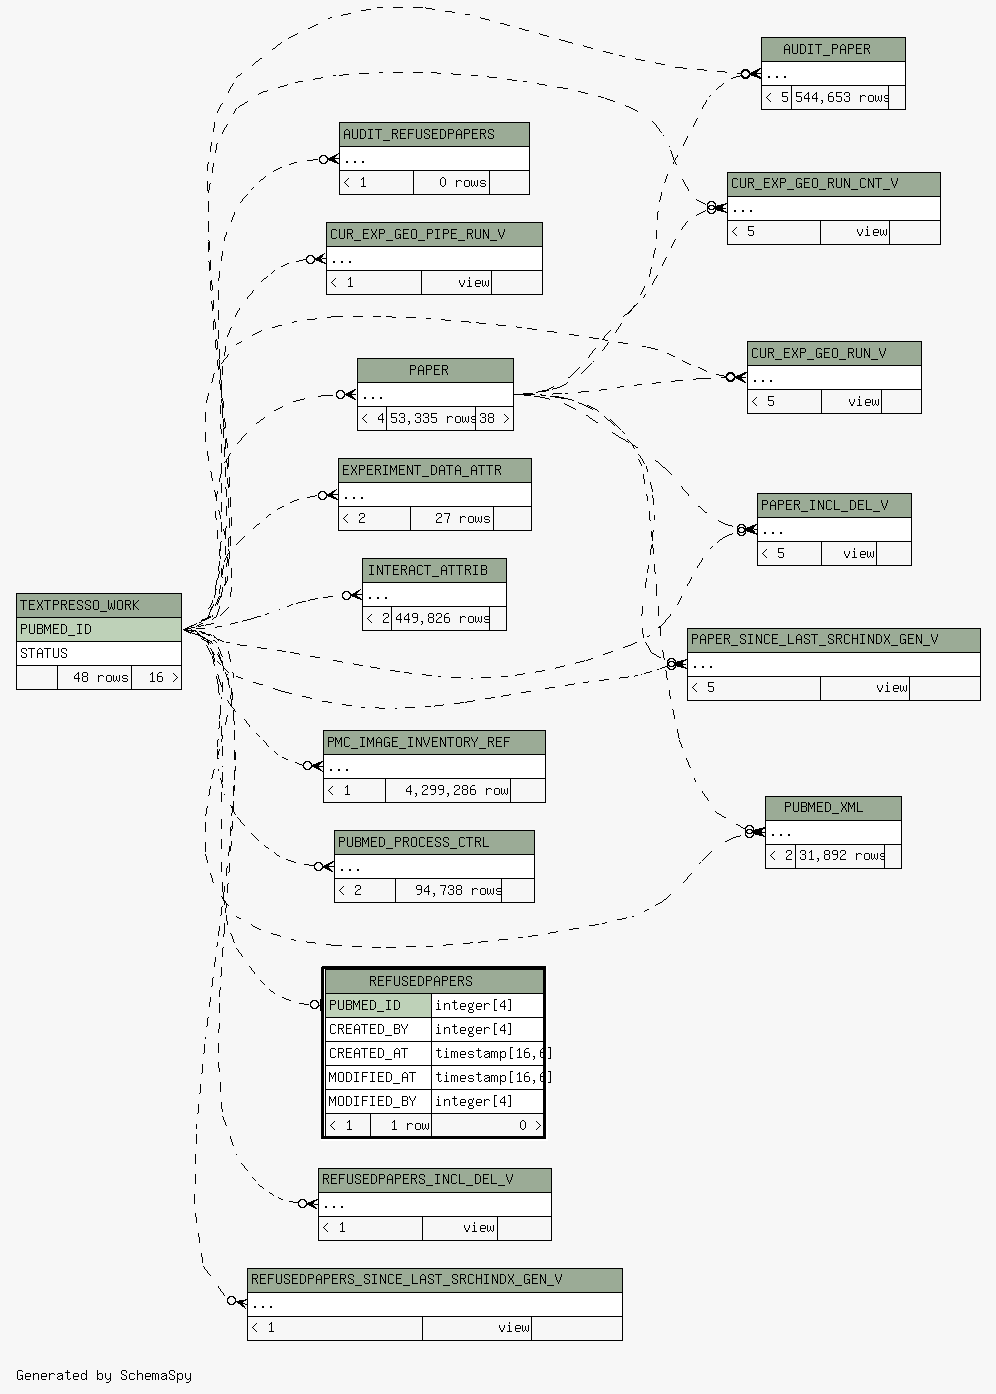 AUDIT_PAPER
...
< 5 544,653 rows
AUDIT_REFUSEDPAPERS
...
< 1 0 rows
CUR_EXP_GEO_RUN_CNT_V
...
< 5 view
CUR_EXP_GEO_PIPE_RUN_V
...
< 1 view
CUR_EXP_GEO_RUN_V
...
< 5 view
PAPER
...
< 4 53,335 rows 38 >
EXPERIMENT_DATA_ATTR
...
< 2 27 rows
PAPER_INCL_DEL_V
...
< 5 view
INTERACT_ATTRIB
...
< 2 449,826 rows
TEXTPRESSO_WORK
PUBMED_ID
STATUS
48 rows 16 >
PAPER_SINCE_LAST_SRCHINDX_GEN_V
...
< 5 view
PMC_IMAGE_INVENTORY_REF
...
< 1 4,299,286 row
PUBMED_XML
...
< 2 31,892 rows
PUBMED_PROCESS_CTRL
...
< 2 94,738 rows
REFUSEDPAPERS
PUBMED_ID integer[4]
CREATED_BY integer[4]
CREATED_AT timestamp[16,6]
MODIFIED_AT timestamp[16,6]
MODIFIED_BY integer[4]
< 1 1 row 0 >
REFUSEDPAPERS_INCL_DEL_V
...
< 1 view
REFUSEDPAPERS_SINCE_LAST_SRCHINDX_GEN_V
...
< 1 view
Generated by SchemaSpy